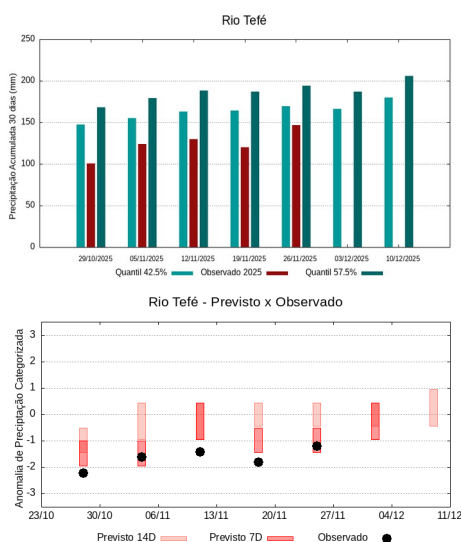 Rio Tefé
Precipitação Acumulada 30 dias (mm)
250
200
150
100
50
0
29/10/2025 05/11/2025 12/11/2025 19/11/2025 26/11/2025 03/12/2025 10/12/2025
Quantil 42.5% Observado 2025 Quantil 57.5%
Rio Tefé - Previsto x Observado
Anomalia de Precipitação Categorizada
3
2
1
0
-1
-2
-3
23/10 30/10 06/11 13/11 20/11 27/11 04/12 11/12
Previsto 14D Previsto 7D Observado